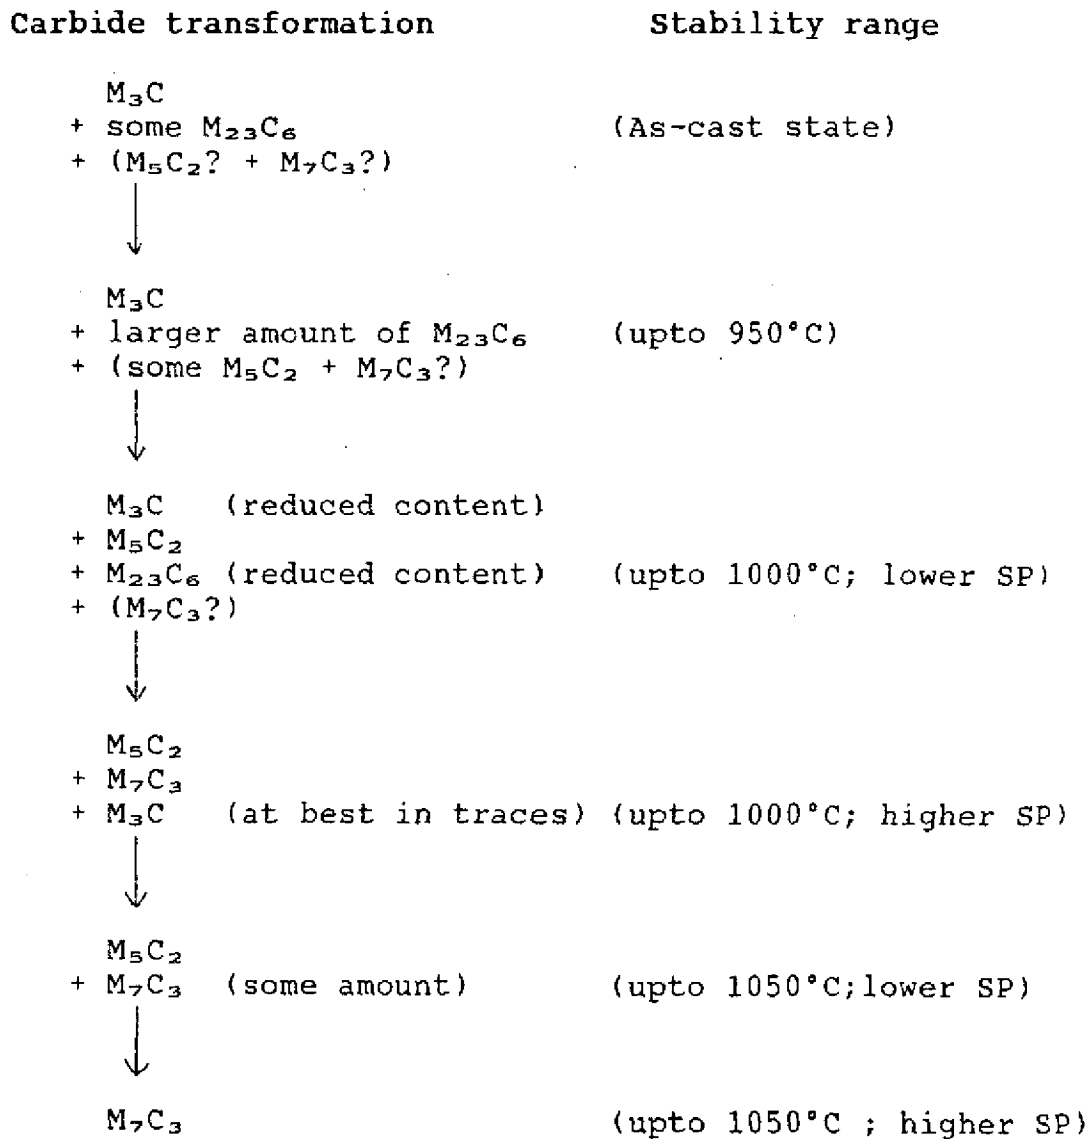 Carbide transformation Stability range
M₃C
+ some M₂₃C₆ (As-cast state)
+ (M₅C₂? + M₇C₃?)
M₃C
+ larger amount of M₂₃C₆ (upto 950°C)
+ (some M₅C₂ + M₇C₃?)
M₃C (reduced content)
+ M₅C₂
+ M₂₃C₆ (reduced content) (upto 1000°C; lower SP)
+ (M₇C₃?)
M₅C₂
+ M₇C₃
+ M₃C (at best in traces) (upto 1000°C; higher SP)
M₅C₂
+ M₇C₃ (some amount) (upto 1050°C;lower SP)
M₇C₃ (upto 1050°C ; higher SP)